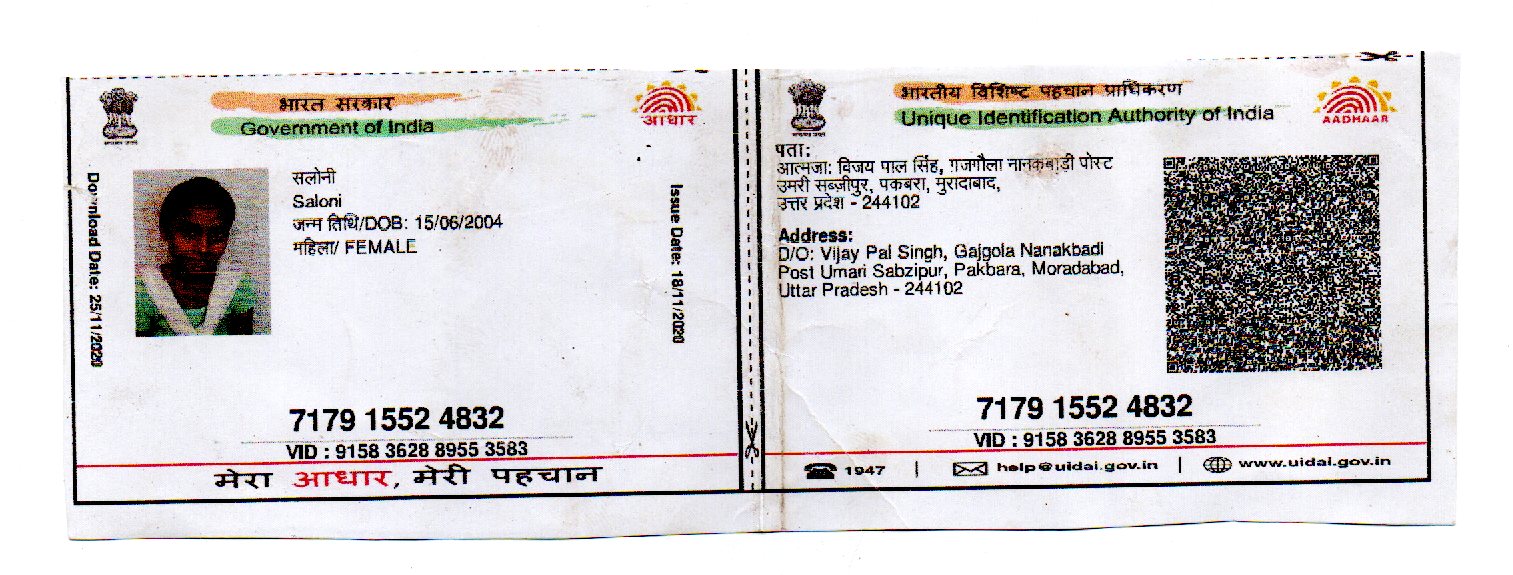 भारत सरकार
Government of India
आधार
Download Date: 25/11/2020
सलोनी
Saloni
जन्म तिथि/DOB: 15/06/2004
महिला/ FEMALE
Issue Date: 18/11/2020
7179 1552 4832
VID : 9158 3628 8955 3583
मेरा आधार, मेरी पहचान
भारतीय विशिष्ट पहचान प्राधिकरण
Unique Identification Authority of India
AADHAAR
पता:
आत्मजा: विजय पाल सिंह, गजगौला नानकबाड़ी पोस्ट
उमरी सब्ज़ीपुर, पकबरा, मुरादाबाद,
उत्तर प्रदेश - 244102
Address:
D/O: Vijay Pal Singh, Gajgola Nanakbadi
Post Umari Sabzipur, Pakbara, Moradabad,
Uttar Pradesh - 244102
7179 1552 4832
VID : 9158 3628 8955 3583
1947 | help@uidai.gov.in | www.uidai.gov.in